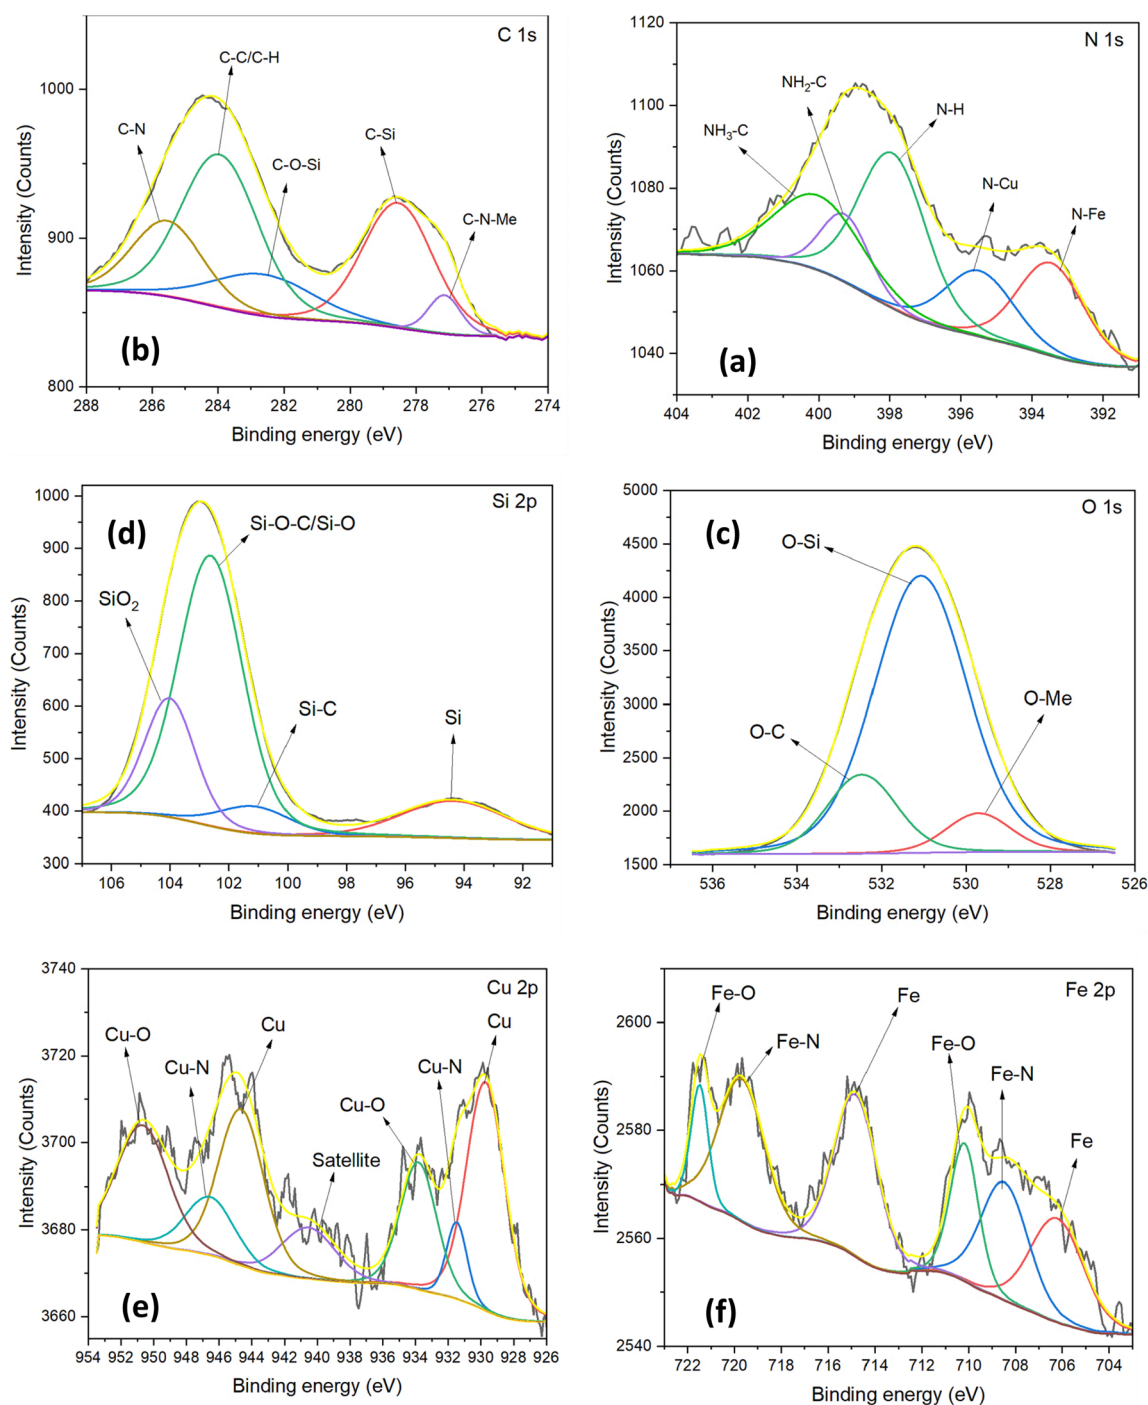 C 1s
C-C/C-H
C-N
C-O-Si
C-Si
C-N-Me
(b)
Intensity (Counts)
1000
900
800
288 286 284 282 280 278 276 274
Binding energy (eV)
N 1s
NH2-C
NH3-C
N-H
N-Cu
N-Fe
(a)
Intensity (Counts)
1120
1100
1080
1060
1040
404 402 400 398 396 394 392
Binding energy (eV)
Si 2p
(d)
Si-O-C/Si-O
SiO2
Si-C
Si
Intensity (Counts)
1000
900
800
700
600
500
400
300
106 104 102 100 98 96 94 92
Binding energy (eV)
O 1s
(c)
O-Si
O-C
O-Me
Intensity (Counts)
5000
4500
4000
3500
3000
2500
2000
1500
536 534 532 530 528 526
Binding energy (eV)
Cu 2p
Cu-O
Cu-N
Cu
Satellite
Cu-O
Cu-N
Cu
(e)
Intensity (Counts)
3740
3720
3700
3680
3660
954 952 950 948 946 944 942 940 938 936 934 932 930 928 926
Binding energy (eV)
Fe 2p
Fe-O
Fe-N
Fe
Fe-O
Fe-N
Fe
(f)
Intensity (Counts)
2600
2580
2560
2540
722 720 718 716 714 712 710 708 706 704
Binding energy (eV)